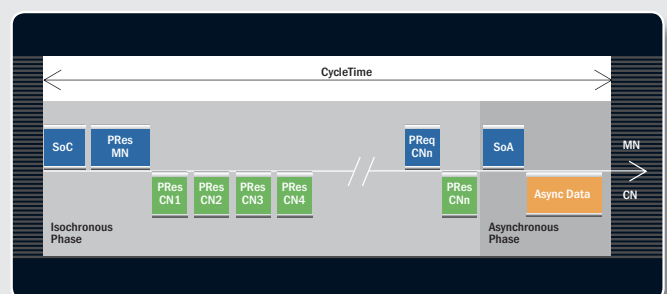 CycleTime
SoC
PRes
MN
PReq
CNn
SoA
MN
PRes
CN1
PRes
CN2
PRes
CN3
PRes
CN4
PRes
CNn
Async Data
CN
Isochronous
Phase
Asynchronous
Phase